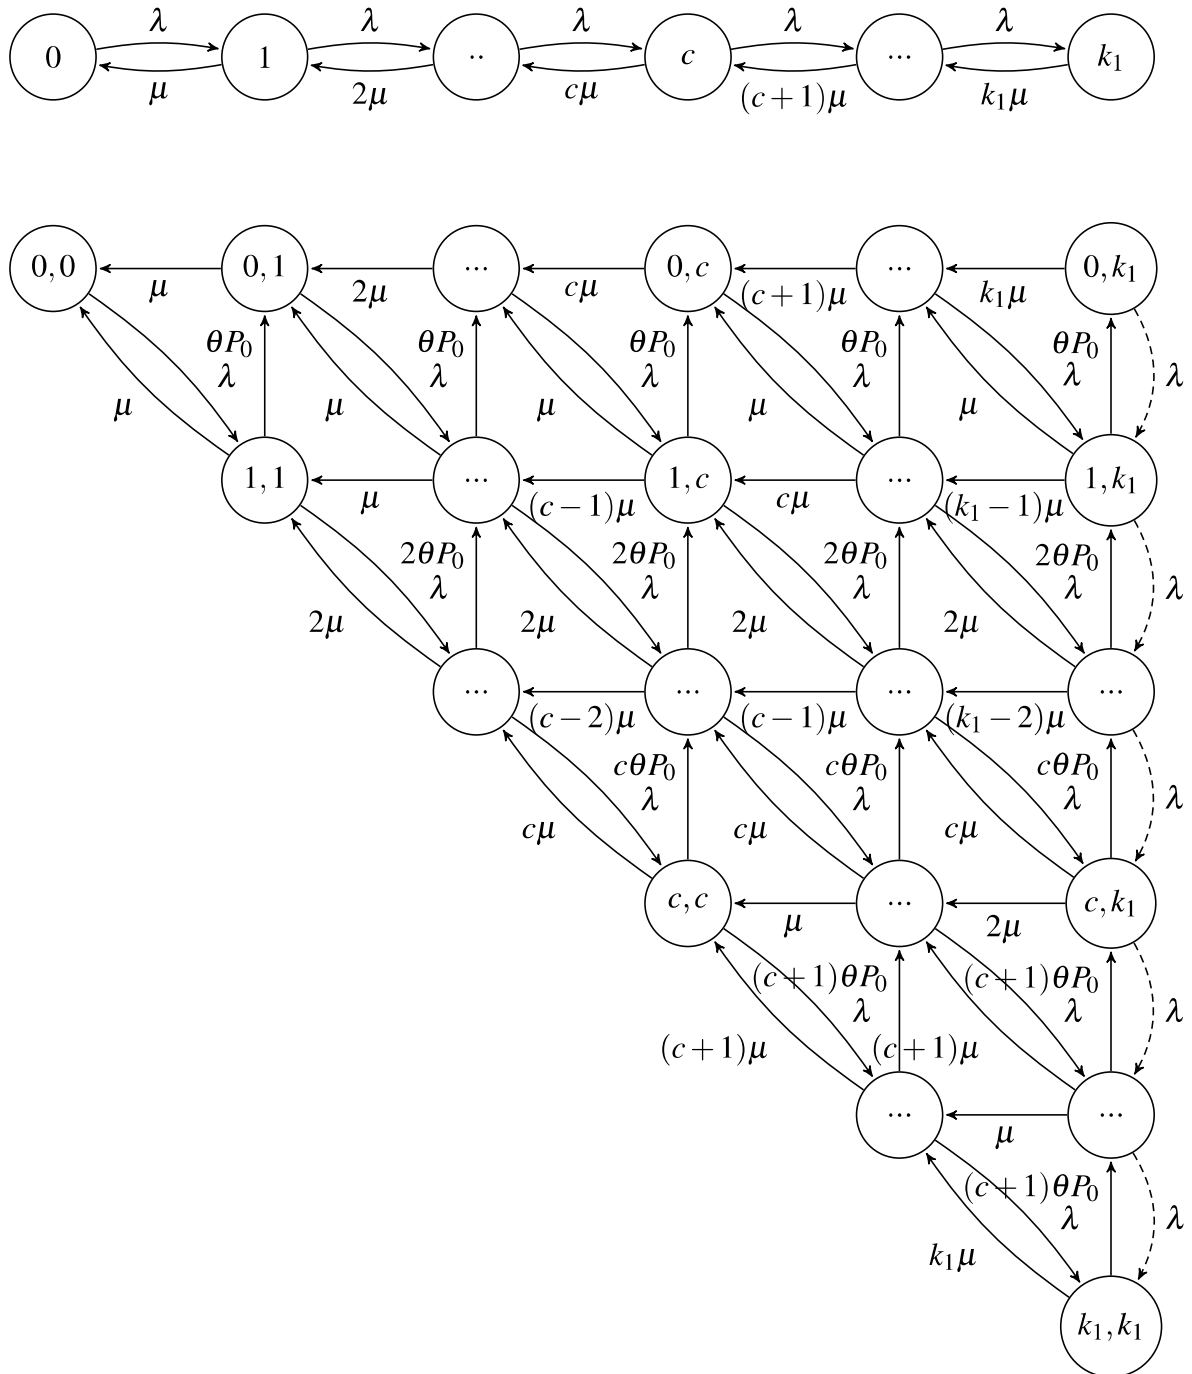 λ λ λ λ λ
0 1 .. c ... k₁
μ 2μ cμ (c+1)μ k₁μ
0,0 0,1 ... 0,c ... 0,k₁
μ 2μ cμ (c+1)μ k₁μ
θP₀ θP₀ θP₀ θP₀ θP₀
λ λ λ λ λ λ
μ μ μ μ μ
1,1 ... 1,c ... 1,k₁
μ (c−1)μ cμ (k₁−1)μ
2θP₀ 2θP₀ 2θP₀ 2θP₀
λ λ λ λ λ
2μ 2μ 2μ 2μ
... ... ... ...
(c−2)μ (c−1)μ (k₁−2)μ
cθP₀ cθP₀ cθP₀
λ λ λ λ
cμ cμ cμ
c,c ... c,k₁
μ 2μ
(c+1)θP₀ (c+1)θP₀
λ λ λ
(c+1)μ (c+1)μ
... ...
μ
(c+1)θP₀
λ λ
k₁μ
k₁,k₁